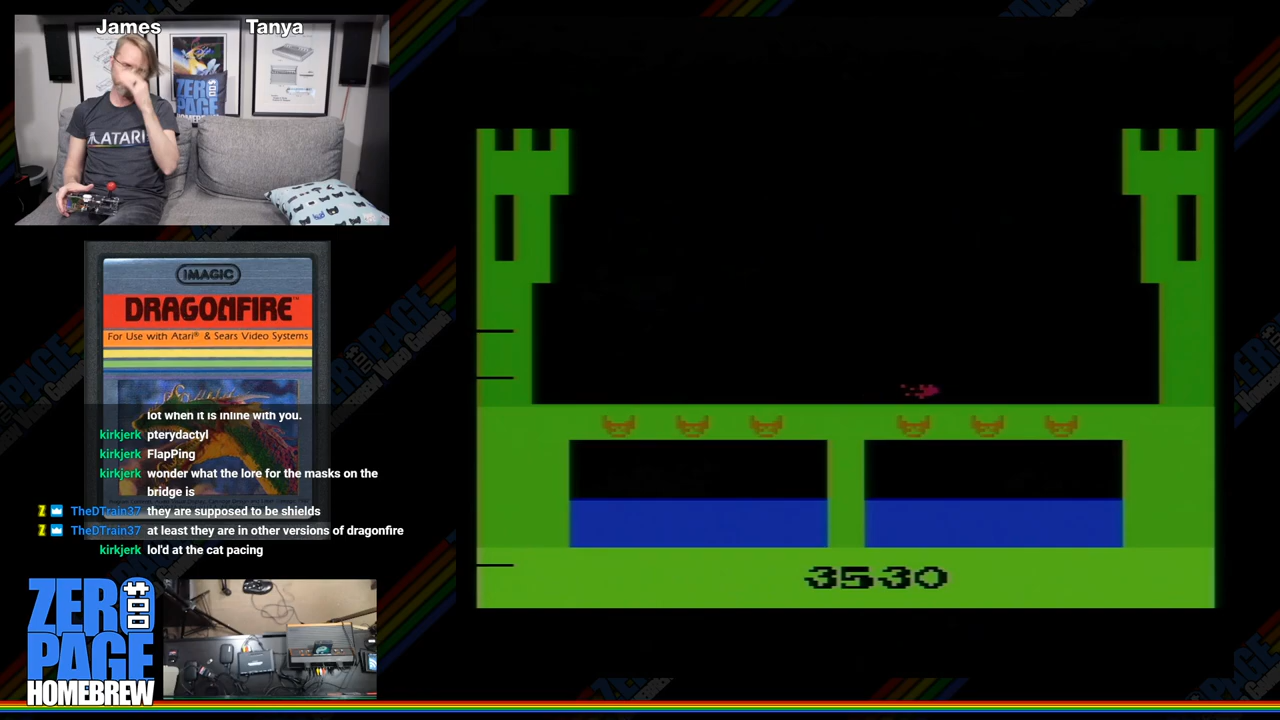 James
Tanya
ATARI
ZERO
PAGE
IMAGIC
DRAGONFIRE™
For Use with Atari® & Sears Video Systems
lot when it is inline with you.
kirkjerk pterydactyl
kirkjerk FlapPing
kirkjerk wonder what the lore for the masks on the
bridge is
TheDTrain37 they are supposed to be shields
TheDTrain37 at least they are in other versions of dragonfire
kirkjerk lol'd at the cat pacing
ZERO
PAGE
HOMEBREW
3530